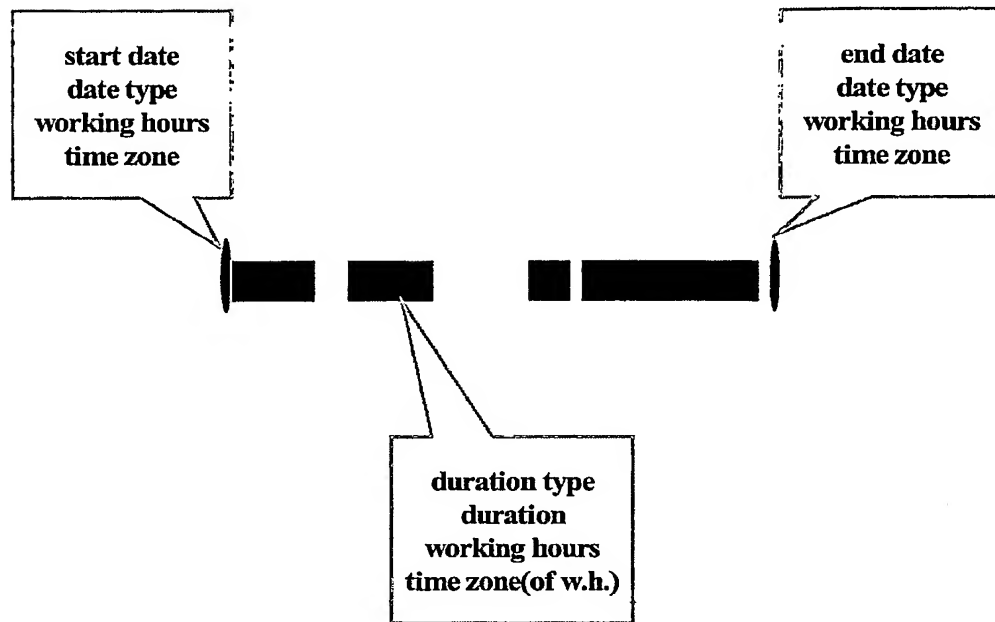 start date
date type
working hours
time zone
end date
date type
working hours
time zone
duration type
duration
working hours
time zone(of w.h.)